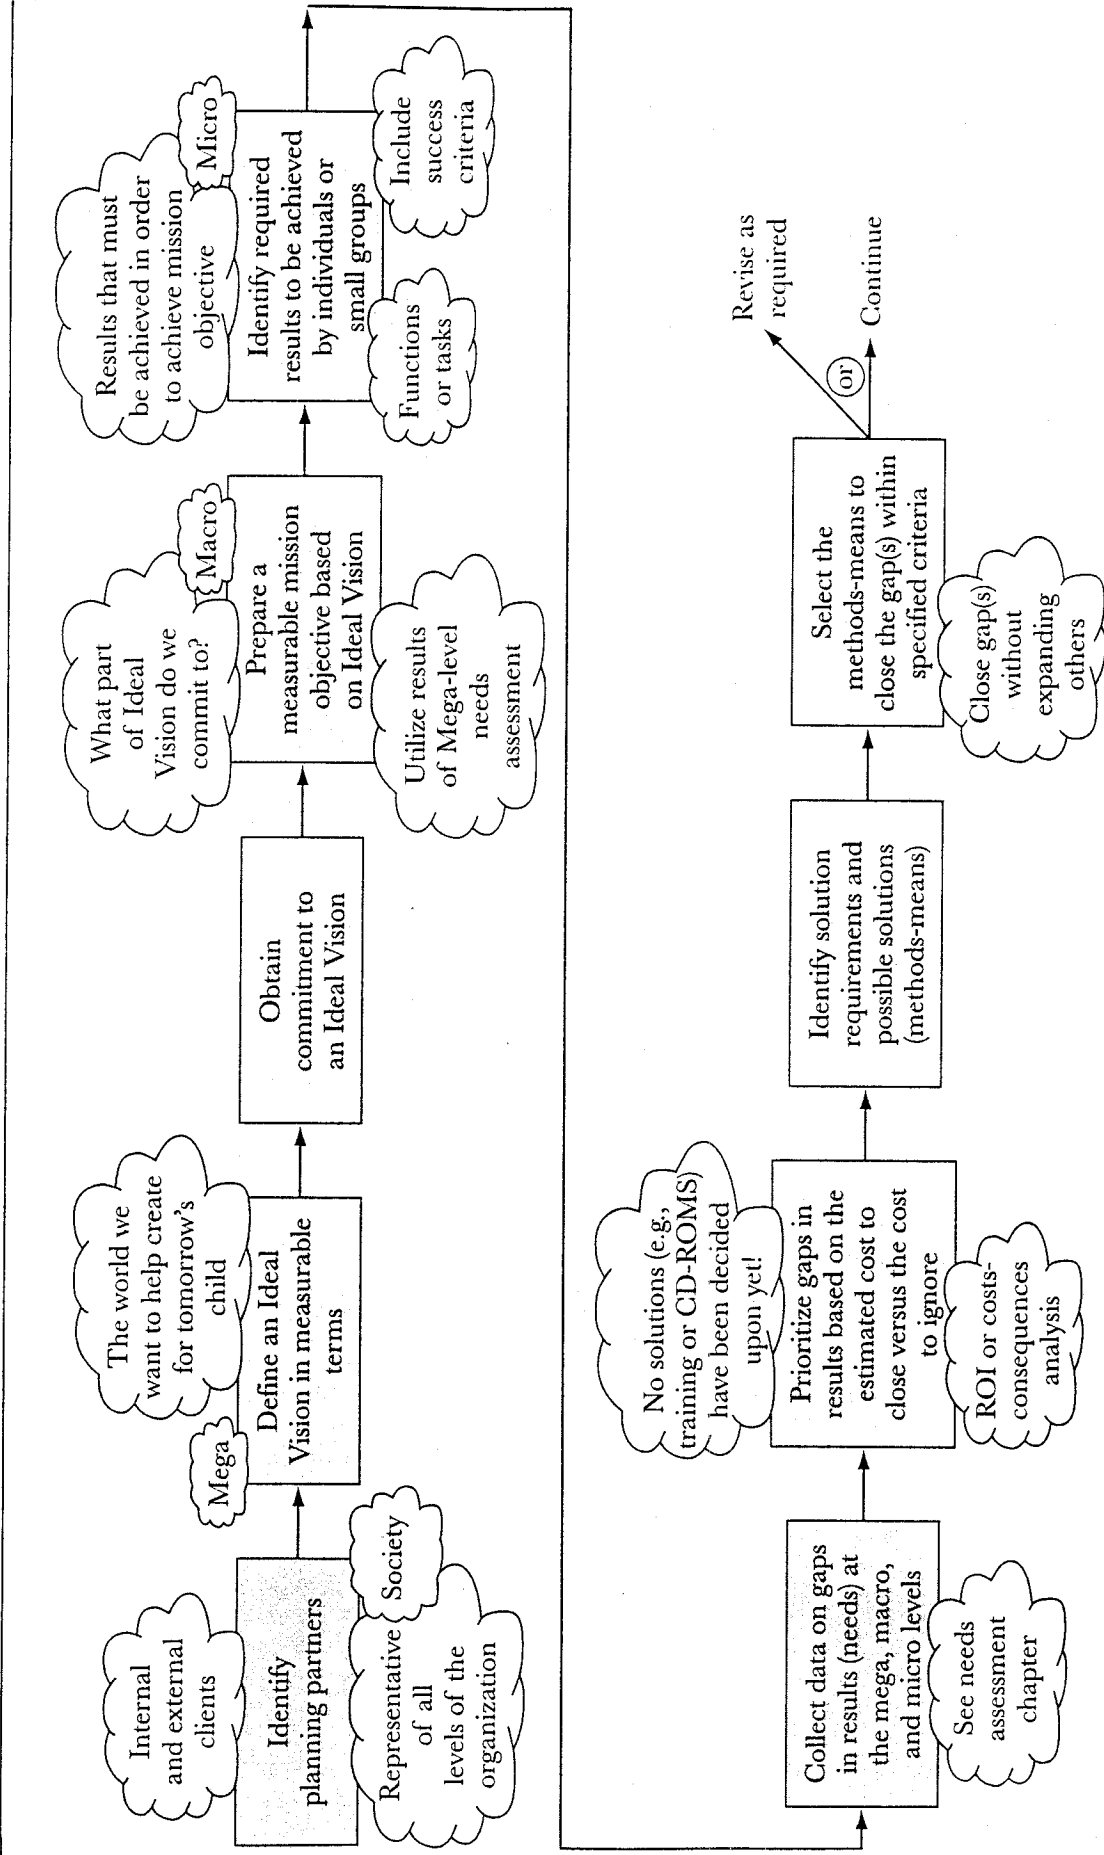 Internal
and external
clients
Identify
planning partners
Representative
of all
levels of the
organization
Society
Mega
The world we
want to help create
for tomorrow's
child
Define an Ideal
Vision in measurable
terms
Obtain
commitment to
an Ideal Vision
What part
of Ideal
Vision do we
commit to?
Macro
Prepare a
measurable mission
objective based
on Ideal Vision
Utilize results
of Mega-level
needs
assessment
Results that must
be achieved in order
to achieve mission
objective
Micro
Identify required
results to be achieved
by individuals or
small groups
Functions
or tasks
Include
success
criteria
Collect data on gaps
in results (needs) at
the mega, macro,
and micro levels
See needs
assessment
chapter
No solutions (e.g.,
training or CD-ROMS)
have been decided
upon yet!
Prioritize gaps in
results based on the
estimated cost to
close versus the cost
to ignore
ROI or costs-
consequences
analysis
Identify solution
requirements and
possible solutions
(methods-means)
Select the
methods-means to
close the gap(s) within
specified criteria
Close gap(s)
without
expanding
others
or
Revise as
required
Continue